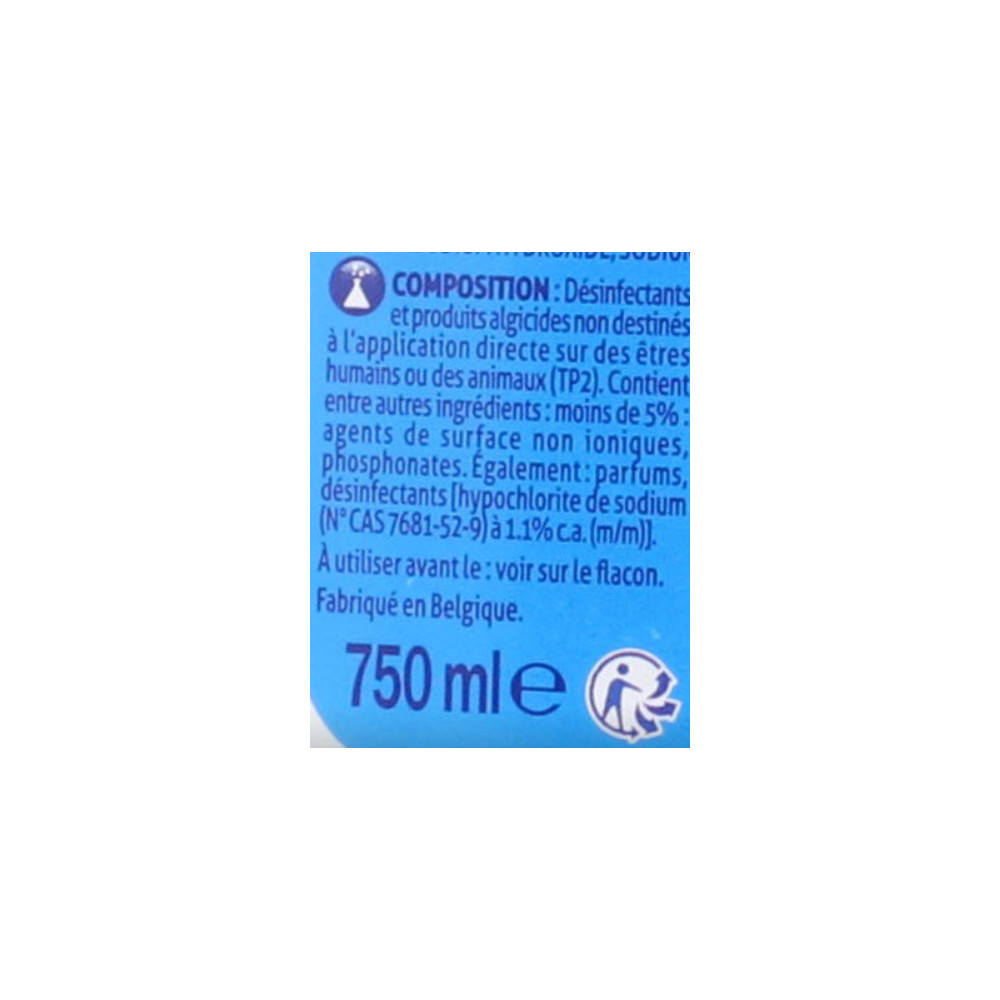 HYDROXIDE, SODIUM
COMPOSITION : Désinfectants
et produits algicides non destinés
à l'application directe sur des êtres
humains ou des animaux (TP2). Contient
entre autres ingrédients : moins de 5% :
agents de surface non ioniques,
phosphonates. Également : parfums,
désinfectants [hypochlorite de sodium
(N° CAS 7681-52-9) à 1.1% c.a. (m/m)].
À utiliser avant le : voir sur le flacon.
Fabriqué en Belgique.
750 ml e